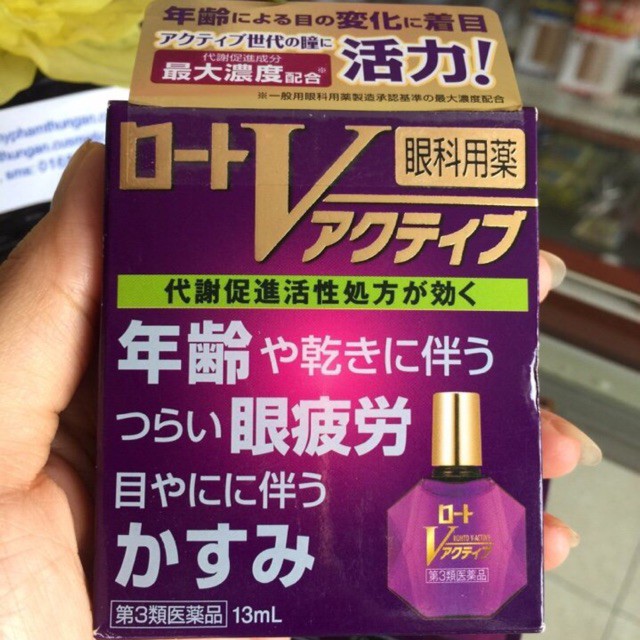 年齢による目の変化に着目
アクティブ世代の瞳に
代謝促進成分
最大濃度配合※
活力!
※一般用眼科用薬製造承認基準の最大濃度配合
ロートVアクティブ
眼科用薬
代謝促進活性処方が効く
年齢や乾きに伴う
つらい眼疲労
目やにに伴う
かすみ
第3類医薬品 13mL
ロート
V
ROHTO V ACTIVE
アクティブ
第3類医薬品